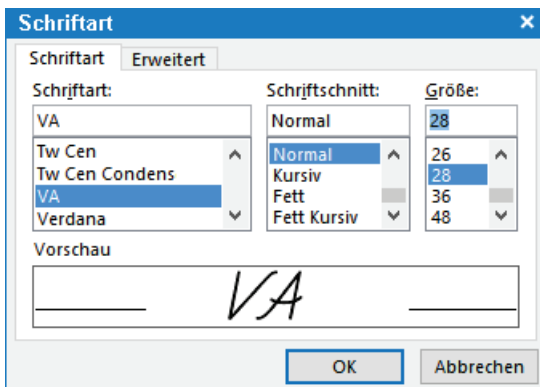 Schriftart
Schriftart Erweitert
Schriftart: Schriftschnitt: Größe:
VA Normal 28
Tw Cen Normal 26
Tw Cen Condens Kursiv 28
VA Fett 36
Verdana Fett Kursiv 48
Vorschau
VA
OK Abbrechen